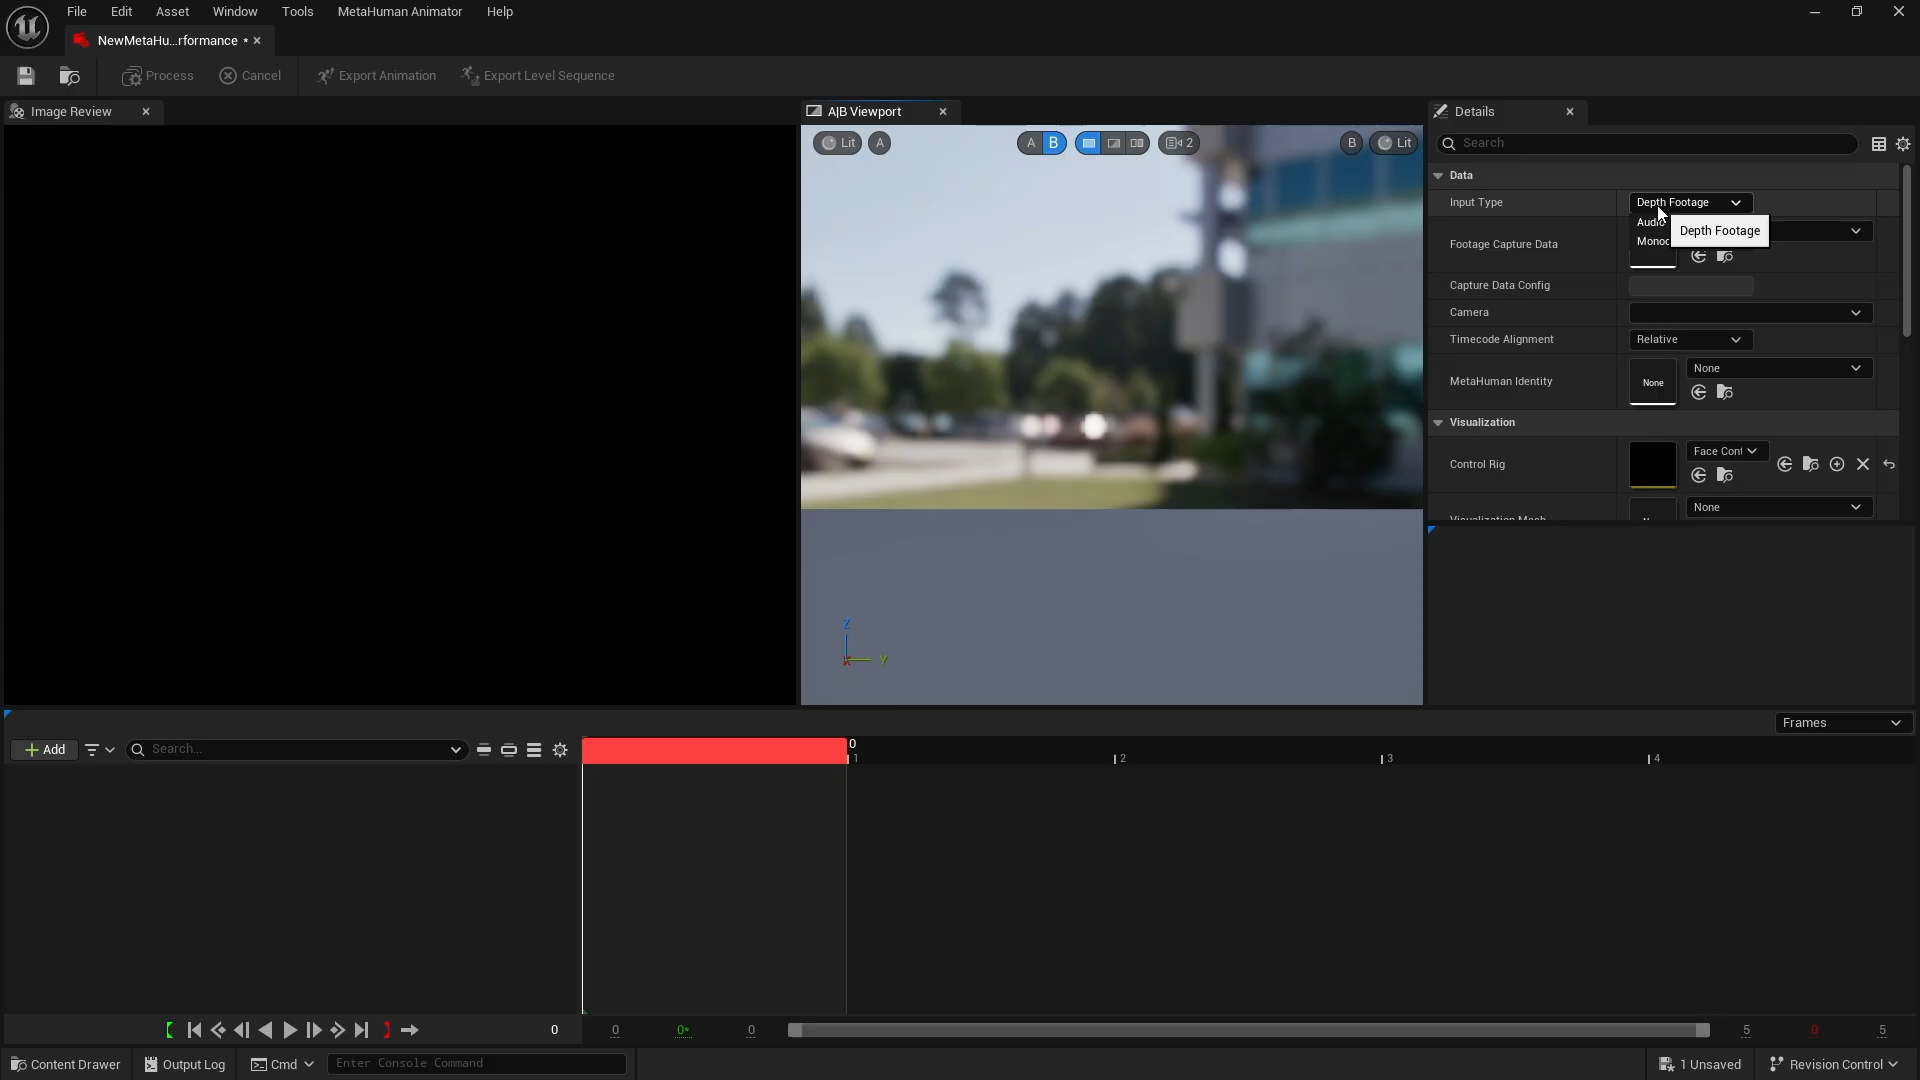 File Edit Asset Window Tools MetaHuman Animator Help
NewMetaHu...rformance *
Process Cancel Export Animation Export Level Sequence
Image Review
A|B Viewport
Details
Lit A
A B
2
B Lit
Search
Data
Input Type Depth Footage
Audio
Depth Footage
Footage Capture Data
Capture Data Config
Camera
Timecode Alignment Relative
MetaHuman Identity None None
Visualization
Control Rig Face Cont
None
Z
X Y
Frames
Add Search...
0
1 2 3 4
0 0 0* 0 5 0 5
Content Drawer Output Log Cmd Enter Console Command 1 Unsaved Revision Control